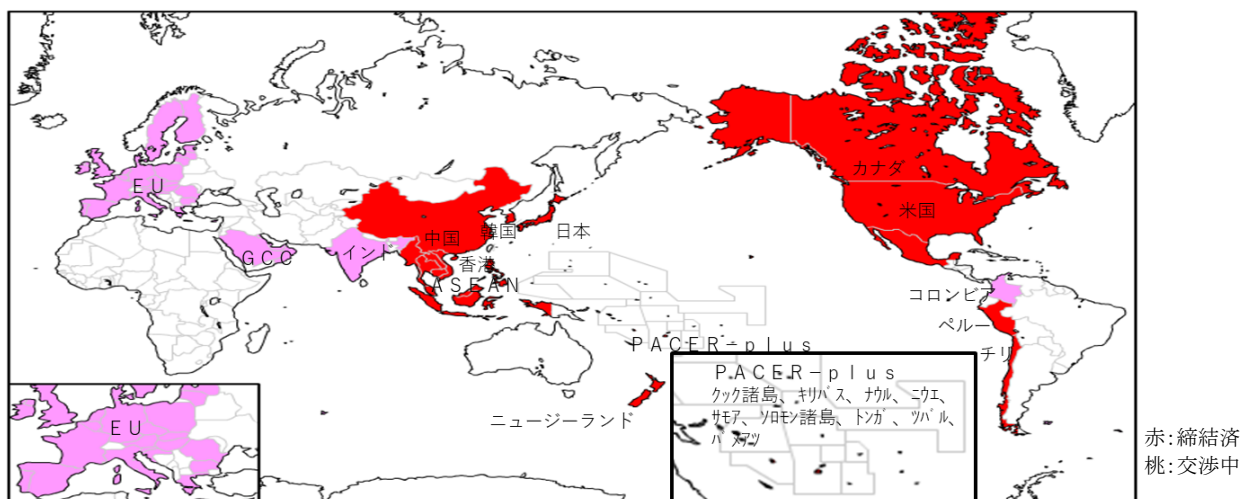 カナダ
EU
米国
中国
韓国
日本
GCC
インド
香港
ASEAN
コロンビア
ペルー
PACER-plus
チリ
PACER-plus
クック諸島、キリバス、ナウル、ニウエ、
サモア、ソロモン諸島、トンガ、ツバル、
バヌアツ
ニュージーランド
EU
赤:締結済
桃:交渉中